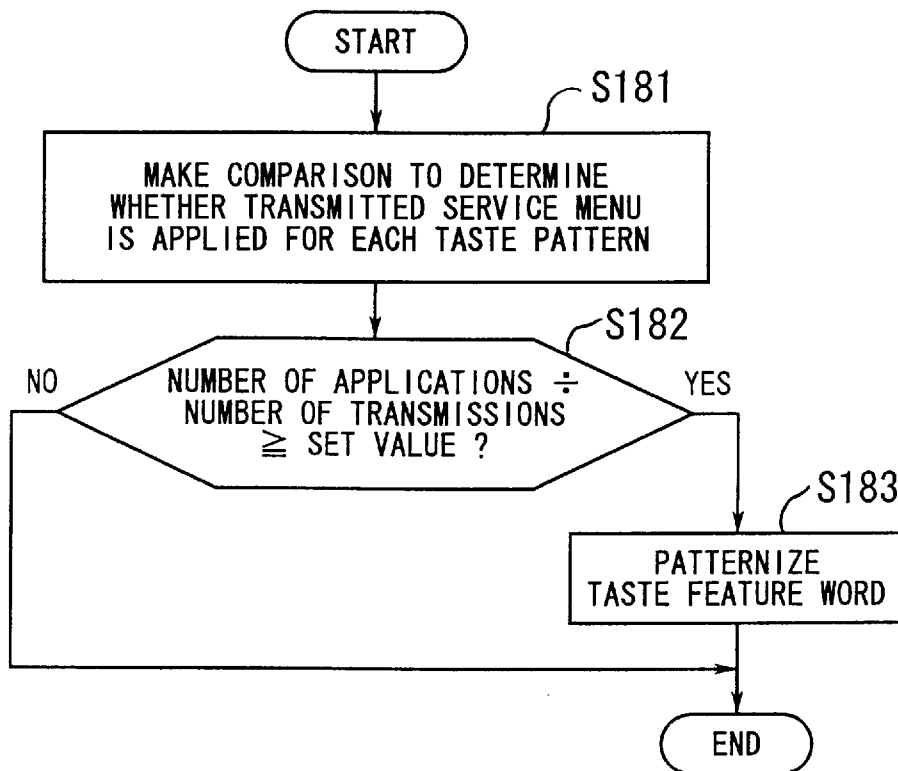 START
S181
MAKE COMPARISON TO DETERMINE
WHETHER TRANSMITTED SERVICE MENU
IS APPLIED FOR EACH TASTE PATTERN
S182
NO
NUMBER OF APPLICATIONS ÷
NUMBER OF TRANSMISSIONS
≧ SET VALUE ?
YES
S183
PATTERNIZE
TASTE FEATURE WORD
END